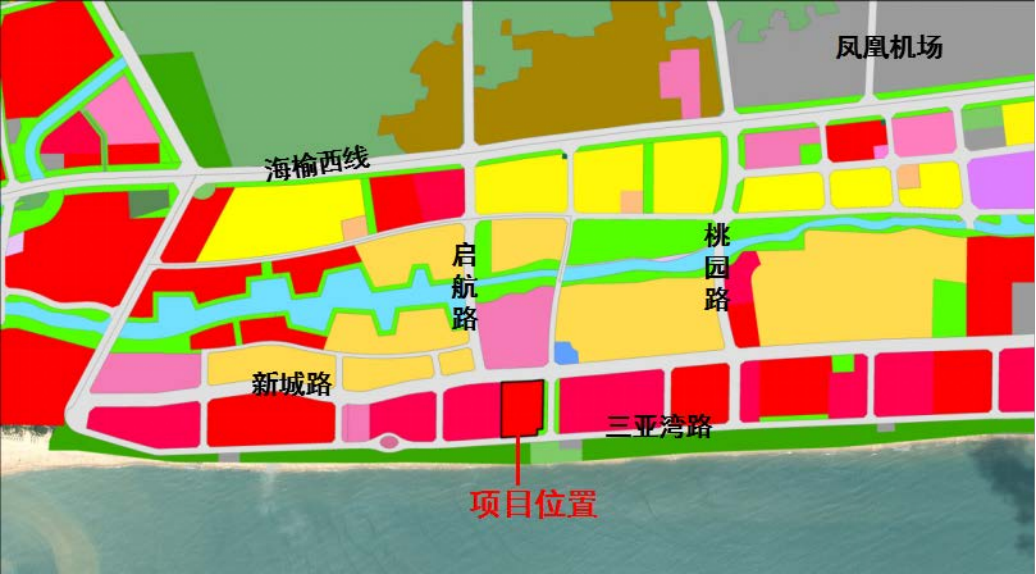 凤凰机场
海榆西线
桃园路
启航路
新城路
三亚湾路
项目位置